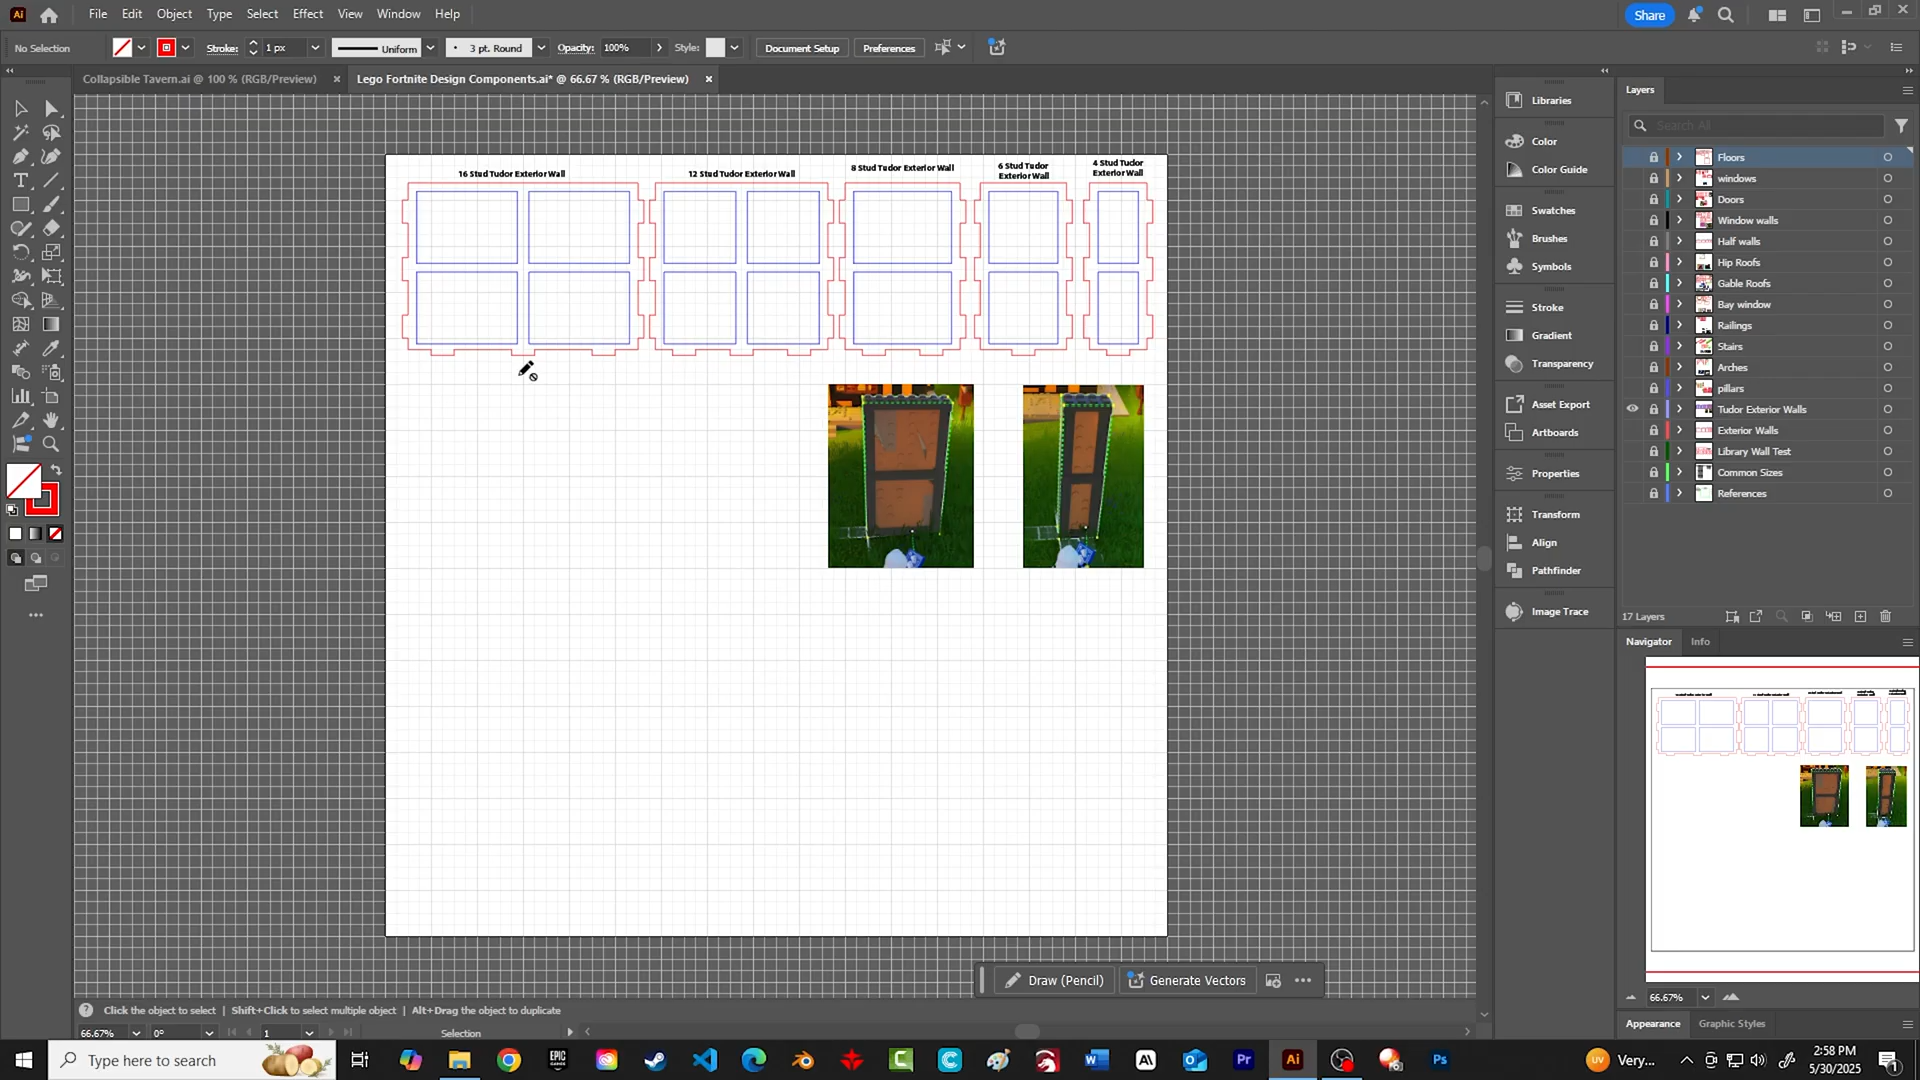 File Edit Object Type Select Effect View Window Help
Share
No Selection Stroke: 1 px Uniform 3 pt. Round Opacity: 100% Style: Document Setup Preferences
Collapsible Tavern.ai @ 100 % (RGB/Preview) × Lego Fortnite Design Components.ai* @ 66.67 % (RGB/Preview) ×
16 Stud Tudor Exterior Wall
12 Stud Tudor Exterior Wall
8 Stud Tudor Exterior Wall
6 Stud Tudor
Exterior Wall
4 Stud Tudor
Exterior Wall
Libraries
Color
Color Guide
Swatches
Brushes
Symbols
Stroke
Gradient
Transparency
Asset Export
Artboards
Properties
Transform
Align
Pathfinder
Image Trace
Layers
Search All
Floors
windows
Doors
Window walls
Half walls
Hip Roofs
Gable Roofs
Bay window
Railings
Stairs
Arches
pillars
Tudor Exterior Walls
Exterior Walls
Library Wall Test
Common Sizes
References
17 Layers
Navigator Info
66.67%
Appearance Graphic Styles
Draw (Pencil) Generate Vectors
Click the object to select | Shift+Click to select multiple object | Alt+Drag the object to duplicate
66.67% 0° 1 Selection
Type here to search
Very...
2:58 PM
5/30/2025